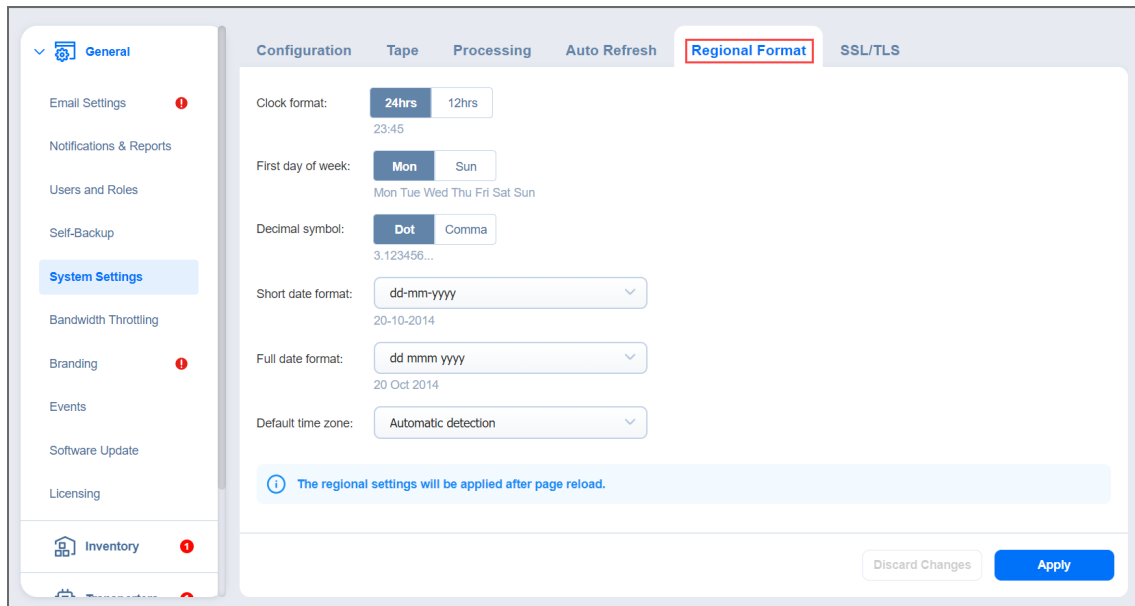 General
Email Settings
Notifications & Reports
Users and Roles
Self-Backup
System Settings
Bandwidth Throttling
Branding
Events
Software Update
Licensing
Inventory 1
Configuration Tape Processing Auto Refresh Regional Format SSL/TLS
Clock format: 24hrs 12hrs
23:45
First day of week: Mon Sun
Mon Tue Wed Thu Fri Sat Sun
Decimal symbol: Dot Comma
3.123456...
Short date format: dd-mm-yyyy
20-10-2014
Full date format: dd mmm yyyy
20 Oct 2014
Default time zone: Automatic detection
The regional settings will be applied after page reload.
Discard Changes Apply